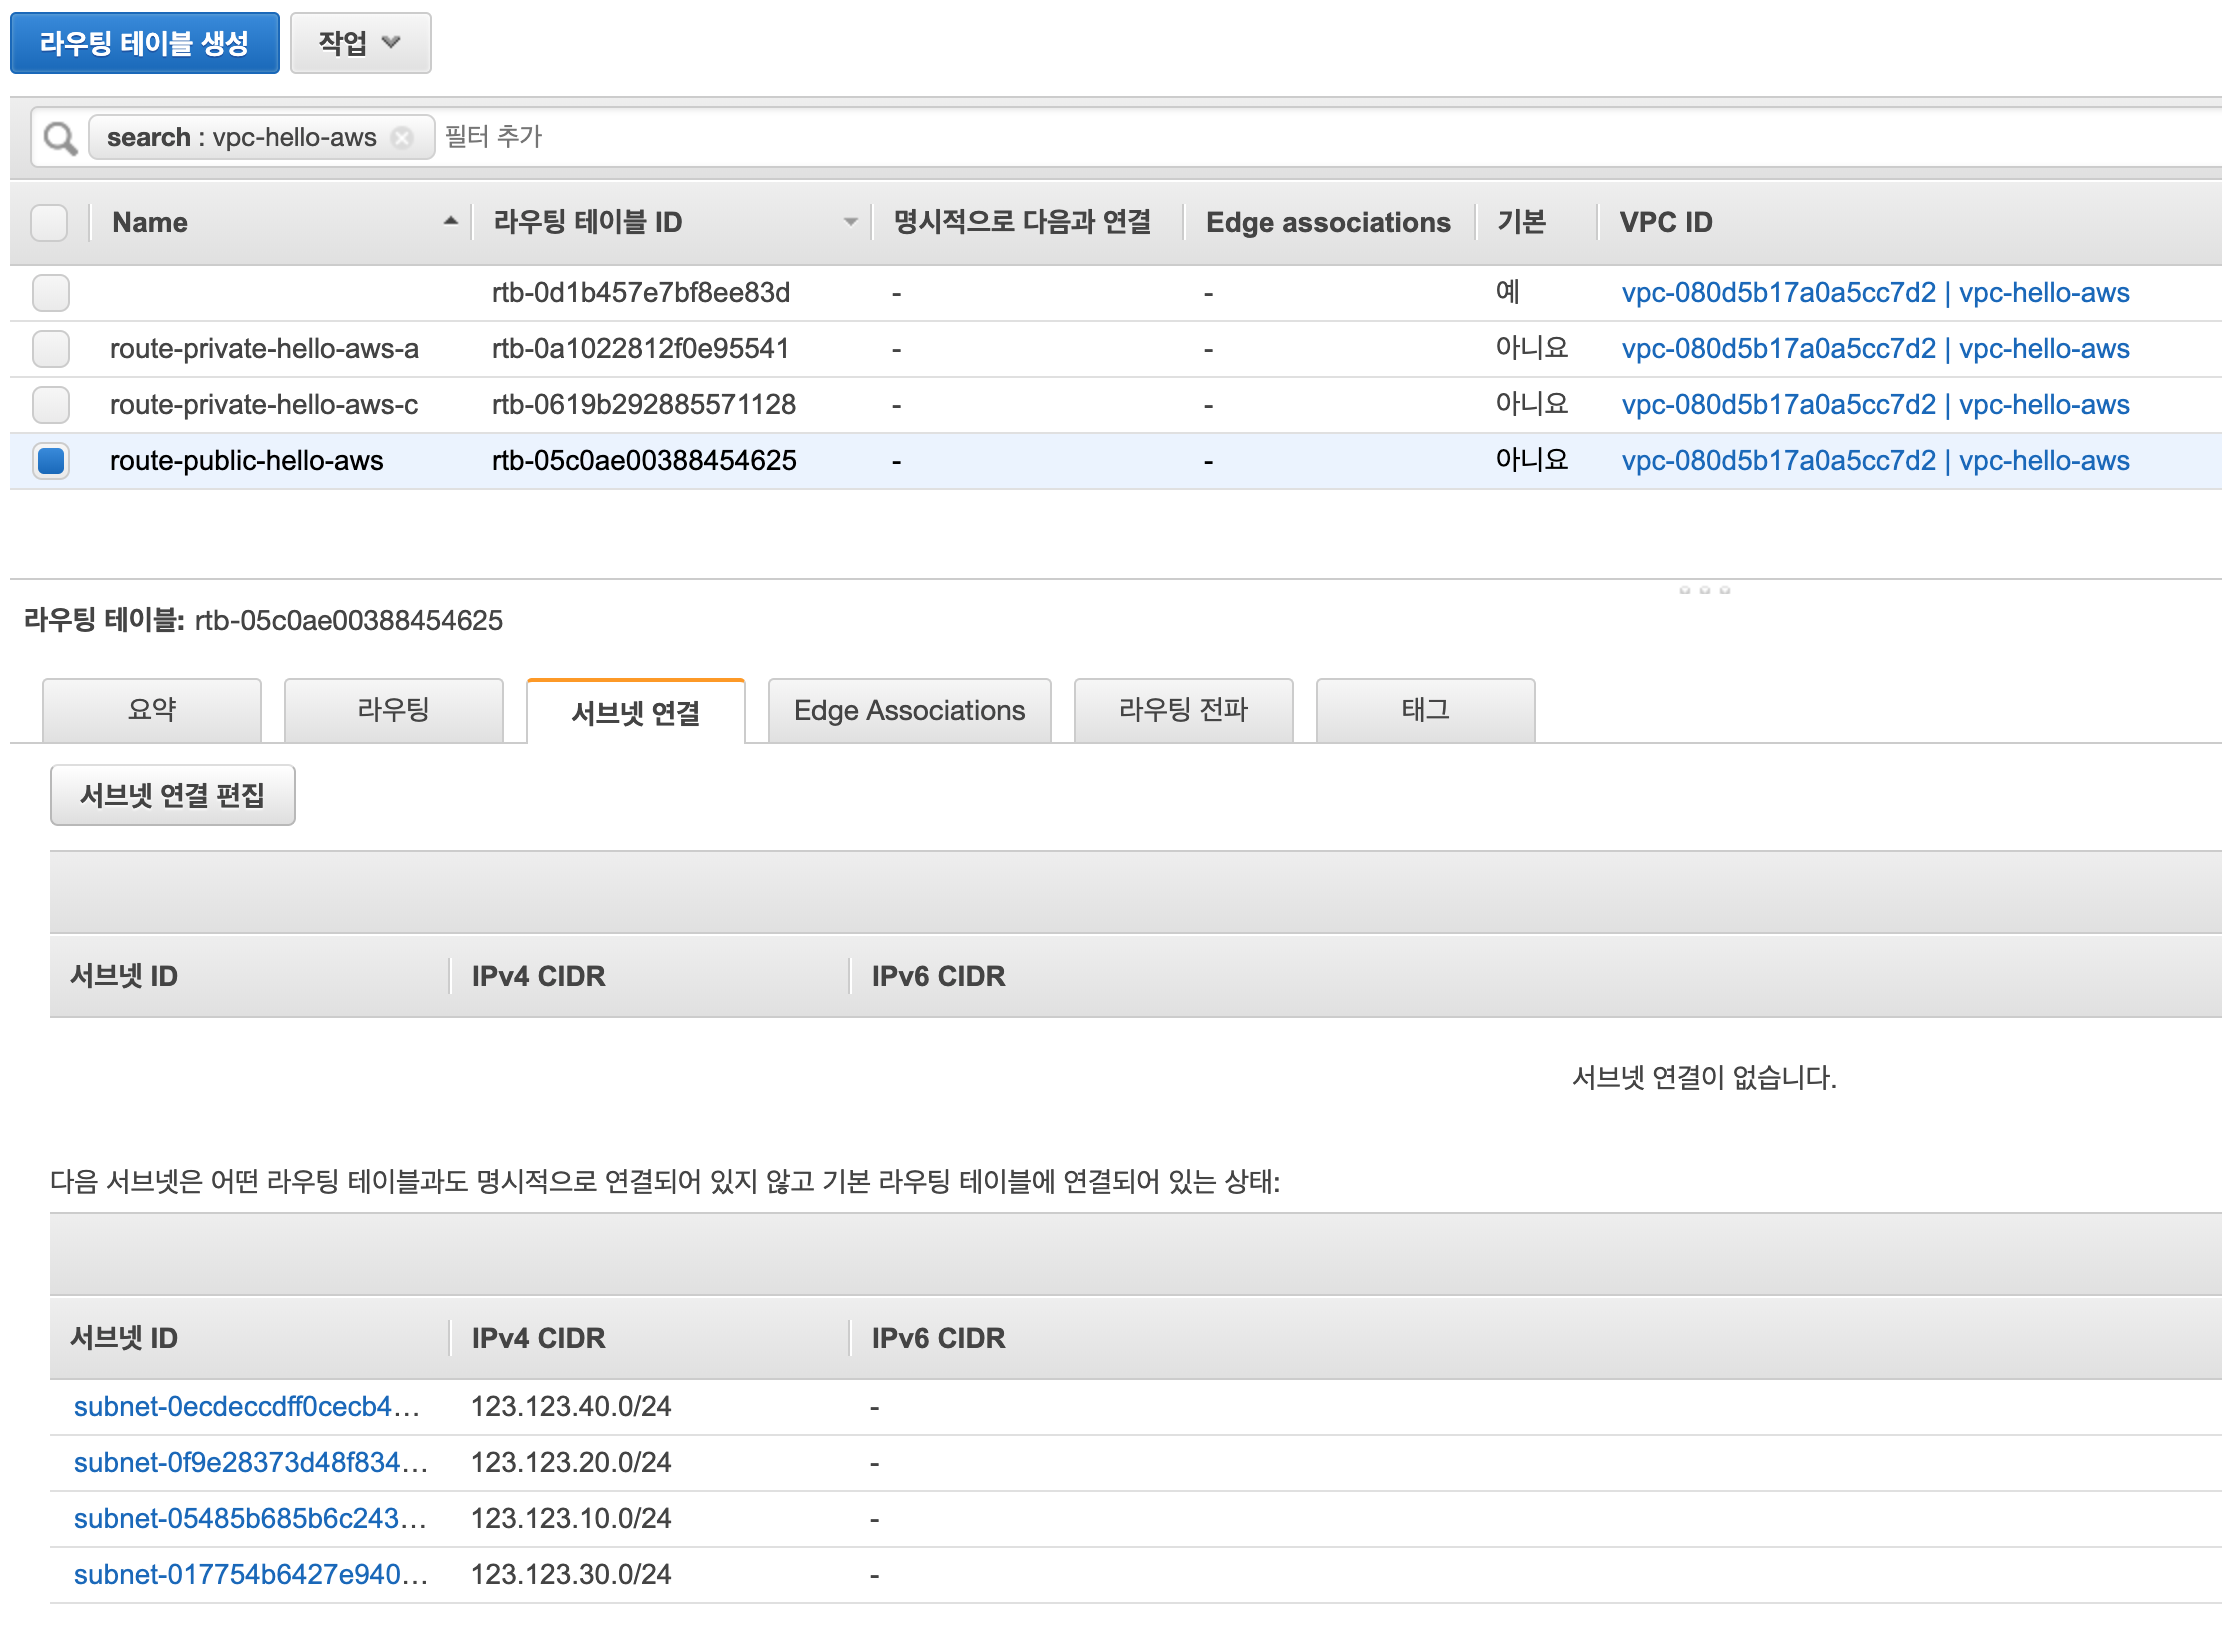 라우팅 테이블 생성 작업
search : vpc-hello-aws 필터 추가
Name 라우팅 테이블 ID 명시적으로 다음과 연결 Edge associations 기본 VPC ID
rtb-0d1b457e7bf8ee83d - - 예 vpc-080d5b17a0a5cc7d2 | vpc-hello-aws
route-private-hello-aws-a rtb-0a1022812f0e95541 - - 아니요 vpc-080d5b17a0a5cc7d2 | vpc-hello-aws
route-private-hello-aws-c rtb-0619b292885571128 - - 아니요 vpc-080d5b17a0a5cc7d2 | vpc-hello-aws
route-public-hello-aws rtb-05c0ae00388454625 - - 아니요 vpc-080d5b17a0a5cc7d2 | vpc-hello-aws
라우팅 테이블: rtb-05c0ae00388454625
요약 라우팅 서브넷 연결 Edge Associations 라우팅 전파 태그
서브넷 연결 편집
서브넷 ID IPv4 CIDR IPv6 CIDR
서브넷 연결이 없습니다.
다음 서브넷은 어떤 라우팅 테이블과도 명시적으로 연결되어 있지 않고 기본 라우팅 테이블에 연결되어 있는 상태:
서브넷 ID IPv4 CIDR IPv6 CIDR
subnet-0ecdeccdff0cecb4... 123.123.40.0/24 -
subnet-0f9e28373d48f834... 123.123.20.0/24 -
subnet-05485b685b6c243... 123.123.10.0/24 -
subnet-017754b6427e940... 123.123.30.0/24 -